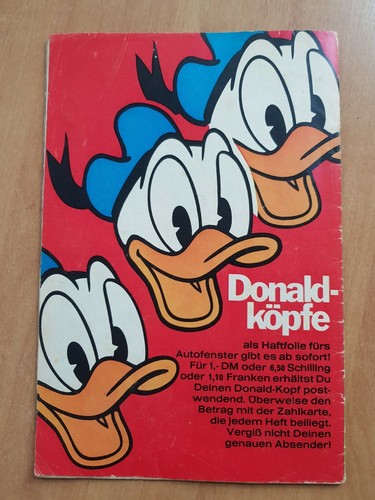 Donald-
köpfe
als Haftfolie fürs
Autofenster gibt es ab sofort!
Für 1,- DM oder 6,50 Schilling
oder 1,10 Franken erhältst Du
Deinen Donald-Kopf post-
wendend. Überweise den
Betrag mit der Zahlkarte,
die jedem Heft beiliegt.
Vergiß nicht Deinen
genauen Absender!